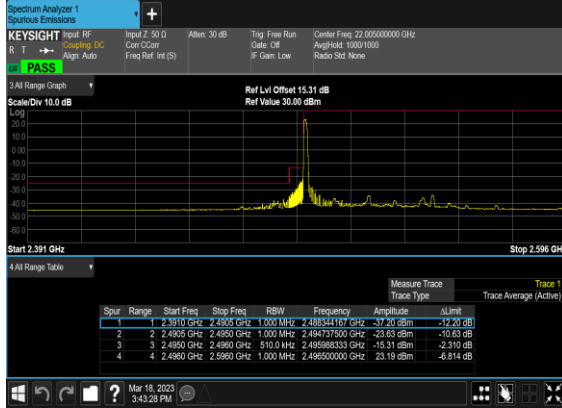 Spectrum Analyzer 1
Spurious Emissions
+
KEYSIGHT Input: RF
R T Coupling: DC
Align: Auto
Input Z: 50 Ω
Corr CCorr
Freq Ref: Int (S)
Atten: 30 dB
Trig: Free Run
Gate: Off
IF Gain: Low
Center Freq: 22.005000000 GHz
Avg|Hold: 1000/1000
Radio Std: None
PASS
3 All Range Graph
Ref Lvl Offset 15.31 dB
Scale/Div 10.0 dB
Ref Value 30.00 dBm
Log
20.0
10.0
0.00
-10.0
-20.0
-30.0
-40.0
-50.0
-60.0
Start 2.391 GHz
Stop 2.596 GH
4 All Range Table
Measure Trace Trace 1
Trace Type Trace Average (Active)
Spur Range Start Freq Stop Freq RBW Frequency Amplitude ΔLimit
1 1 2.3910 GHz 2.4905 GHz 1.000 MHz 2.488344167 GHz -37.20 dBm -12.20 dB
2 2 2.4905 GHz 2.4950 GHz 1.000 MHz 2.494737500 GHz -23.63 dBm -10.63 dB
3 3 2.4950 GHz 2.4960 GHz 510.0 kHz 2.495988333 GHz -15.31 dBm -2.310 dB
4 4 2.4960 GHz 2.5960 GHz 1.000 MHz 2.496500000 GHz 23.19 dBm -6.814 dB
?
Mar 18, 2023
3:43:28 PM